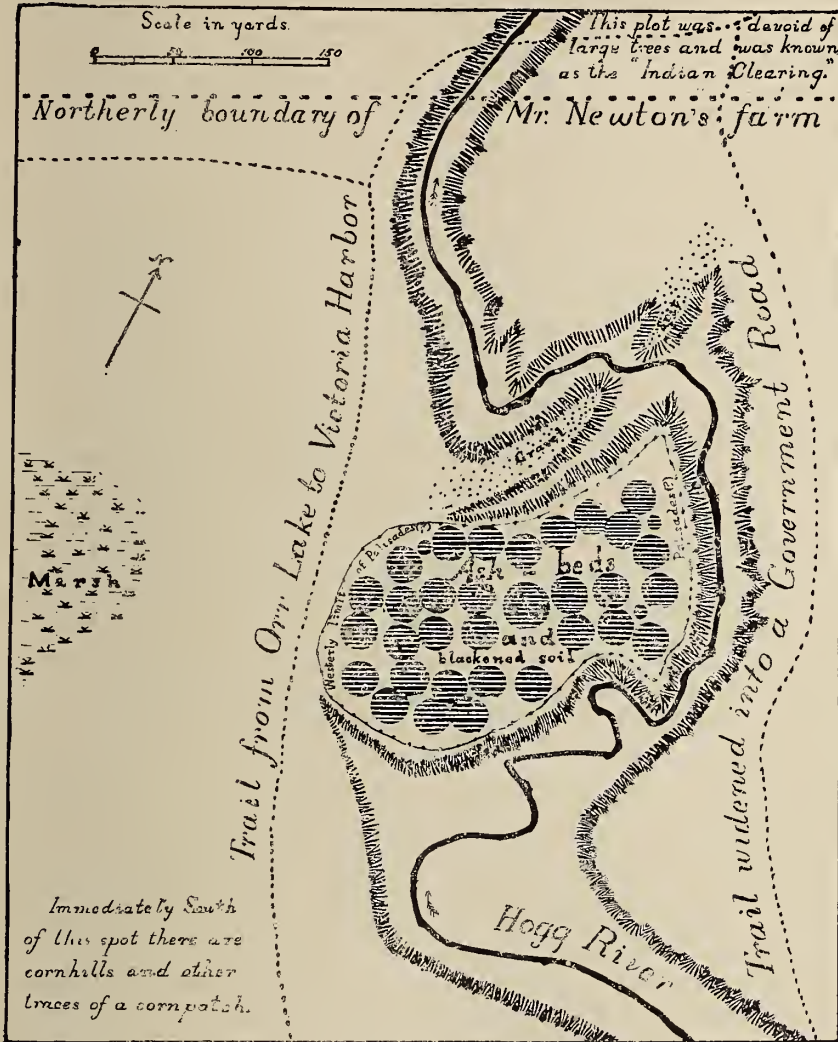 Scale in yards.
0 50 100 150
This plot was devoid of
large trees and was known
as the "Indian Clearing."
Northerly boundary of Mr. Newton's farm
Trail from Orr Lake to Victoria Harbor
Trail widened into a Government Road
Gravel
Marsh
Westerly limit of Palisades(?)
Palisades(?)
Ash beds
and
blackened soil
Hogg River
Immediately South
of this spot there are
cornhills and other
traces of a cornpatch.